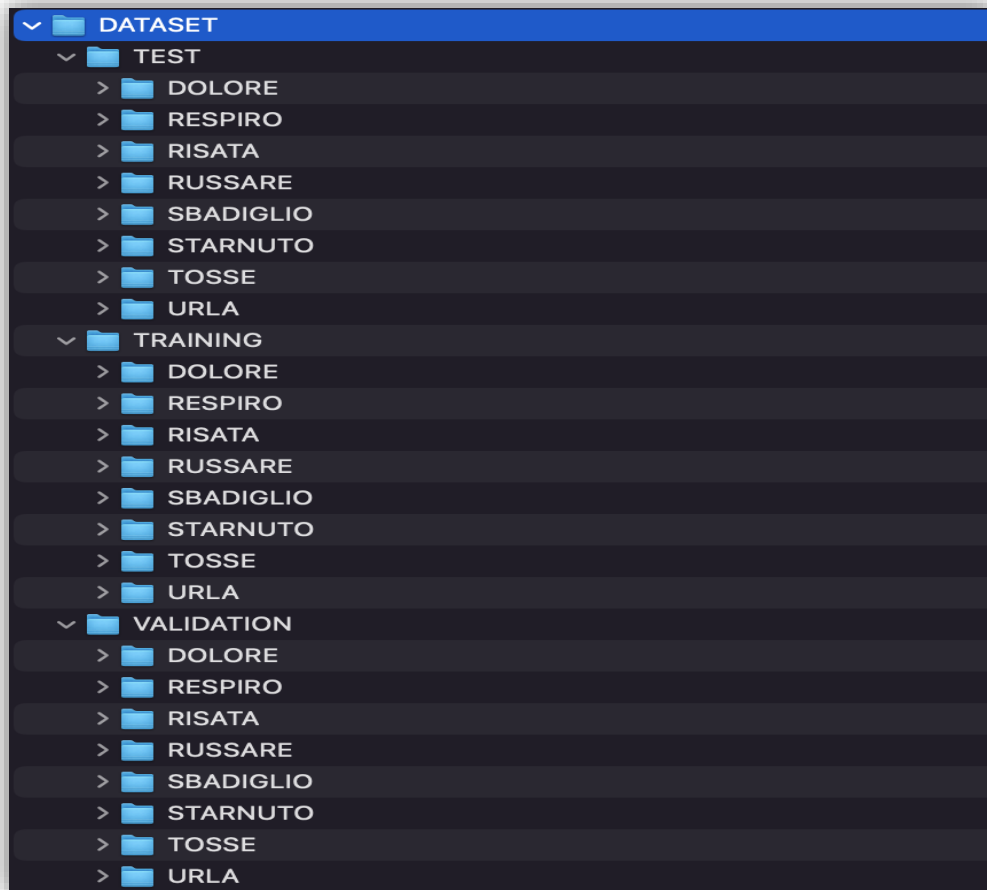 DATASET
TEST
DOLORE
RESPIRO
RISATA
RUSSARE
SBADIGLIO
STARNUTO
TOSSE
URLA
TRAINING
DOLORE
RESPIRO
RISATA
RUSSARE
SBADIGLIO
STARNUTO
TOSSE
URLA
VALIDATION
DOLORE
RESPIRO
RISATA
RUSSARE
SBADIGLIO
STARNUTO
TOSSE
URLA